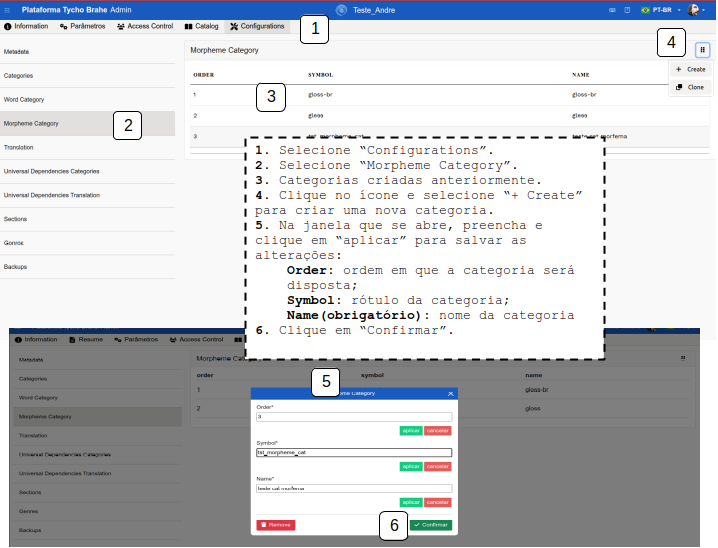 Plataforma Tycho Brahe Admin
Teste_Andre
PT-BR
Information
Parâmetros
Access Control
Catalog
Configurations
1
Metadata
Categories
Word Category
Morpheme Category
2
Translation
Universal Dependencies Categories
Universal Dependencies Translation
Sections
Genres
Backups
Morpheme Category
4
+ Create
Clone
ORDER SYMBOL NAME
1 gloss-br gloss-br
3
2 gloss gloss
3 tst_morpheme_cat teste cat morfema
1. Selecione “Configurations”.
2. Selecione “Morpheme Category”.
3. Categorias criadas anteriormente.
4. Clique no ícone e selecione “+ Create”
para criar uma nova categoria.
5. Na janela que se abre, preencha e
clique em “aplicar” para salvar as
alterações:
Order: ordem em que a categoria será
disposta;
Symbol: rótulo da categoria;
Name(obrigatório): nome da categoria
6. Clique em “Confirmar”.
Information
Resume
Parâmetros
Access Control
Metadata
Categories
Word Category
Morpheme Category
Translation
Universal Dependencies Categories
Universal Dependencies Translation
Sections
Genres
Backups
Morpheme
order symbol name
1 gloss-br
2 gloss
5
Category
Order*
3
aplicar cancelar
Symbol*
tst_morpheme_cat
aplicar cancelar
Name*
teste cat morfema
aplicar cancelar
Remove
6
Confirmar